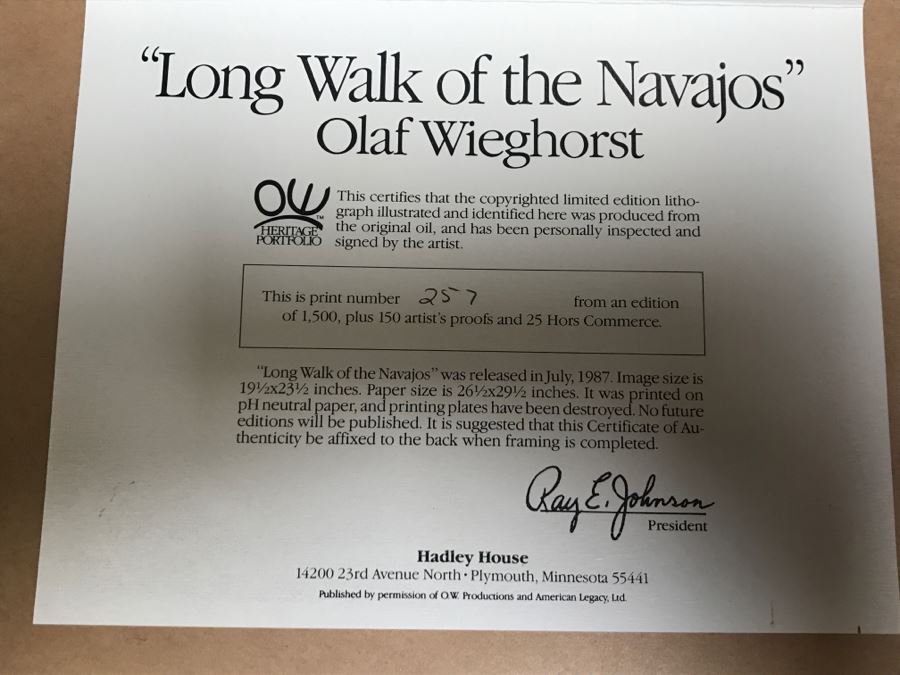 “Long Walk of the Navajos”
Olaf Wieghorst
OW™
HERITAGE
PORTFOLIO
This certifies that the copyrighted limited edition litho-
graph illustrated and identified here was produced from
the original oil, and has been personally inspected and
signed by the artist.
This is print number 257 from an edition
of 1,500, plus 150 artist's proofs and 25 Hors Commerce.
“Long Walk of the Navajos” was released in July, 1987. Image size is
19½x23½ inches. Paper size is 26½x29½ inches. It was printed on
pH neutral paper, and printing plates have been destroyed. No future
editions will be published. It is suggested that this Certificate of Au-
thenticity be affixed to the back when framing is completed.
Ray E. Johnson
President
Hadley House
14200 23rd Avenue North • Plymouth, Minnesota 55441
Published by permission of O.W. Productions and American Legacy, Ltd.